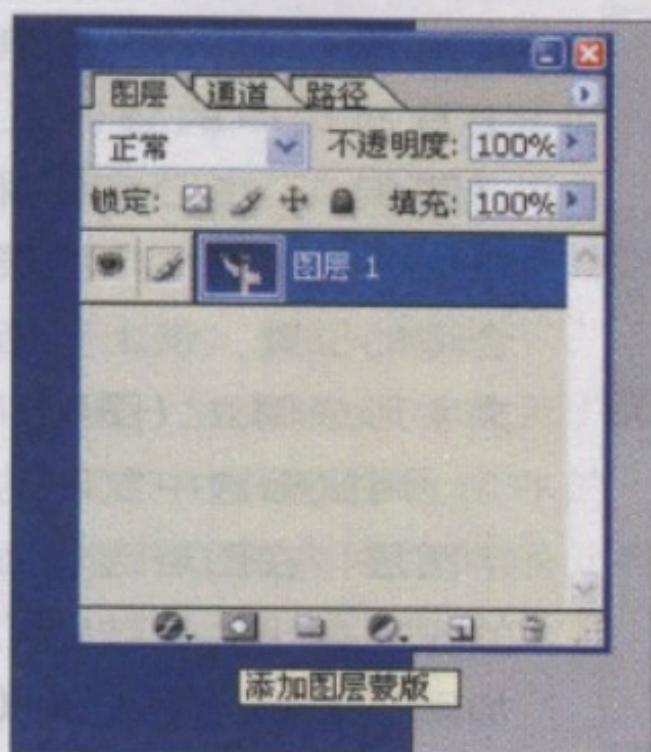 图层 通道 路径
正常 不透明度: 100%
锁定: 填充: 100%
图层 1
添加图层蒙版